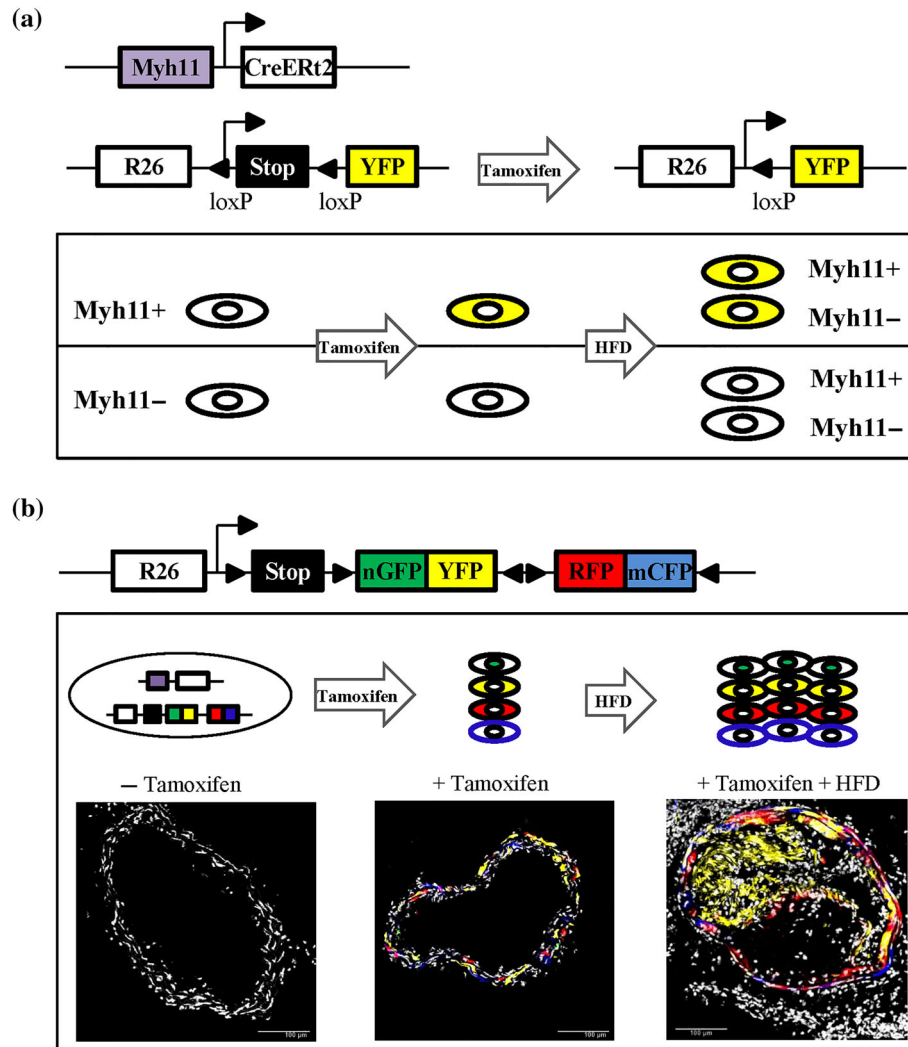 (a)
Myh11 CreERt2
R26 Stop YFP Tamoxifen R26 YFP
loxP loxP loxP
Myh11+ Myh11+
Myh11–
Tamoxifen HFD
Myh11– Myh11+
Myh11–
(b)
R26 Stop nGFP YFP RFP mCFP
Tamoxifen HFD
– Tamoxifen + Tamoxifen + Tamoxifen + HFD
100 µm 100 µm 100 µm